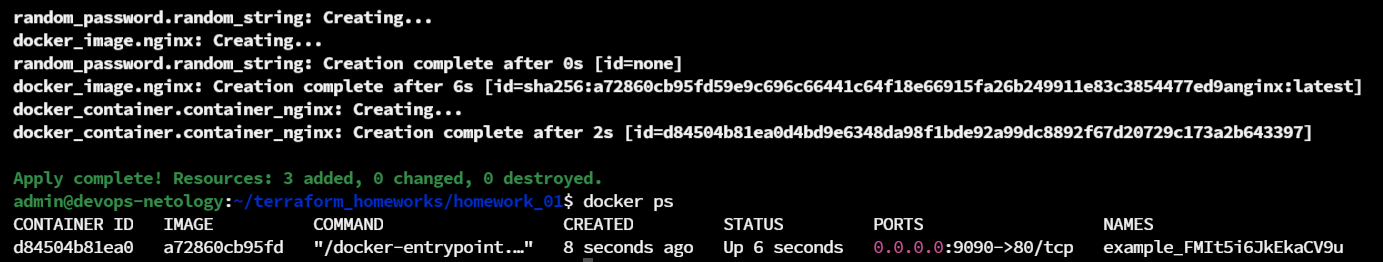 random_password.random_string: Creating...
docker_image.nginx: Creating...
random_password.random_string: Creation complete after 0s [id=none]
docker_image.nginx: Creation complete after 6s [id=sha256:a72860cb95fd59e9c696c66441c64f18e66915fa26b249911e83c3854477ed9anginx:latest]
docker_container.container_nginx: Creating...
docker_container.container_nginx: Creation complete after 2s [id=d84504b81ea0d4bd9e6348da98f1bde92a99dc8892f67d20729c173a2b643397]
Apply complete! Resources: 3 added, 0 changed, 0 destroyed.
admin@devops-netology:~/terraform_homeworks/homework_01$ docker ps
CONTAINER ID   IMAGE          COMMAND                  CREATED         STATUS         PORTS                  NAMES
d84504b81ea0   a72860cb95fd   "/docker-entrypoint.…"   8 seconds ago   Up 6 seconds   0.0.0.0:9090->80/tcp   example_FMIt5i6JkEkaCV9u